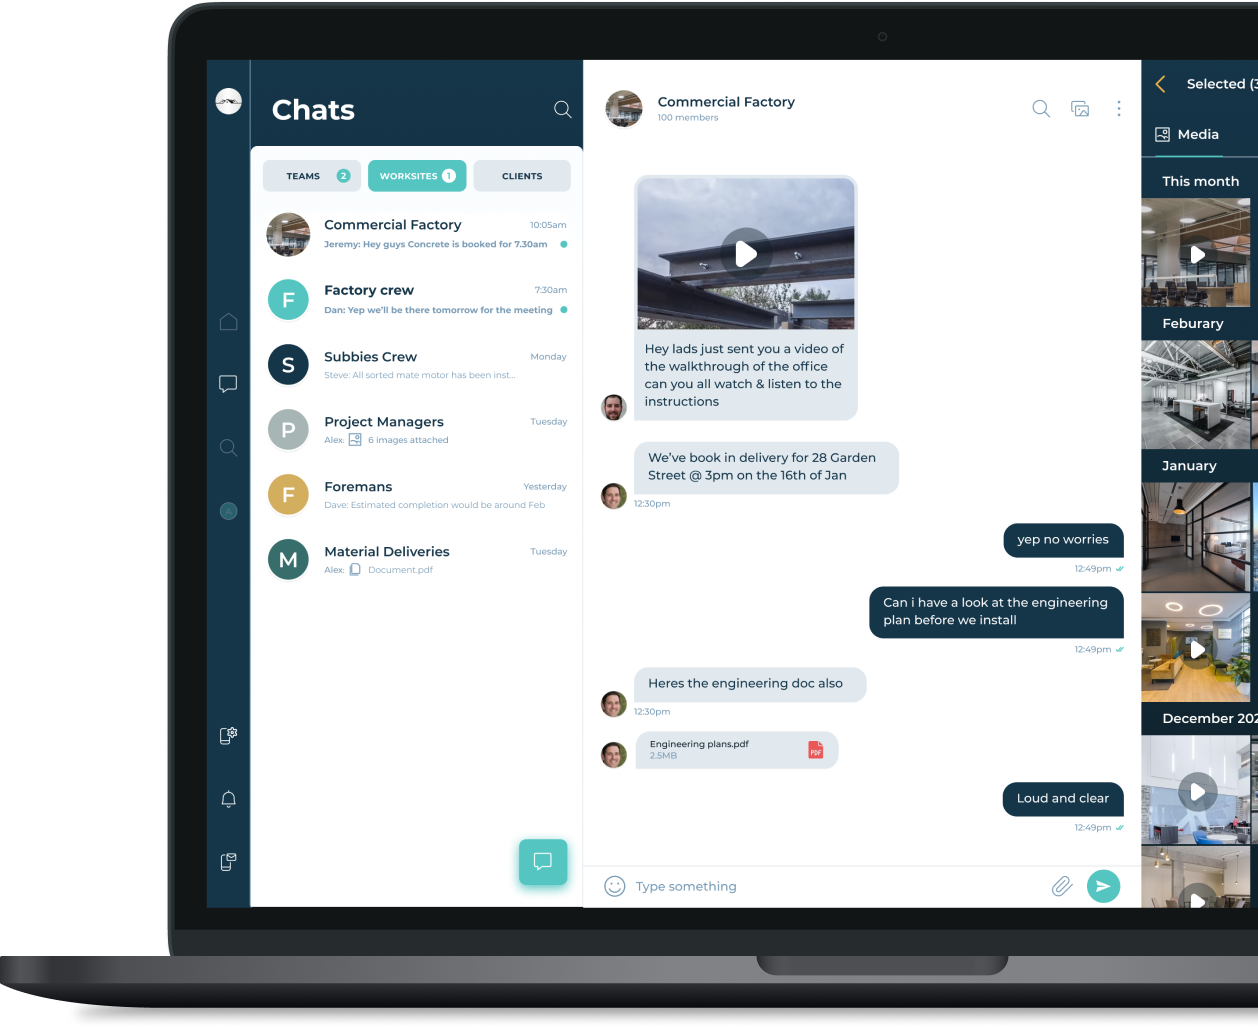 Chats
TEAMS 2
WORKSITES 1
CLIENTS
Commercial Factory 10:05am
Jeremy: Hey guys Concrete is booked for 7.30am
F
Factory crew 7:30am
Dan: Yep we'll be there tomorrow for the meeting
S
Subbies Crew Monday
Steve: All sorted mate motor has been inst...
P
Project Managers Tuesday
Alex: 6 images attached
F
Foremans Yesterday
Dave: Estimated completion would be around Feb
M
Material Deliveries Tuesday
Alex: Document.pdf
Commercial Factory
100 members
Hey lads just sent you a video of
the walkthrough of the office
can you all watch & listen to the
instructions
We've book in delivery for 28 Garden
Street @ 3pm on the 16th of Jan
12:30pm
yep no worries
12:49pm
Can i have a look at the engineering
plan before we install
12:49pm
Heres the engineering doc also
12:30pm
Engineering plans.pdf
2.5MB
PDF
Loud and clear
12:49pm
Type something
Selected (3
Media
This month
Feburary
January
December 202